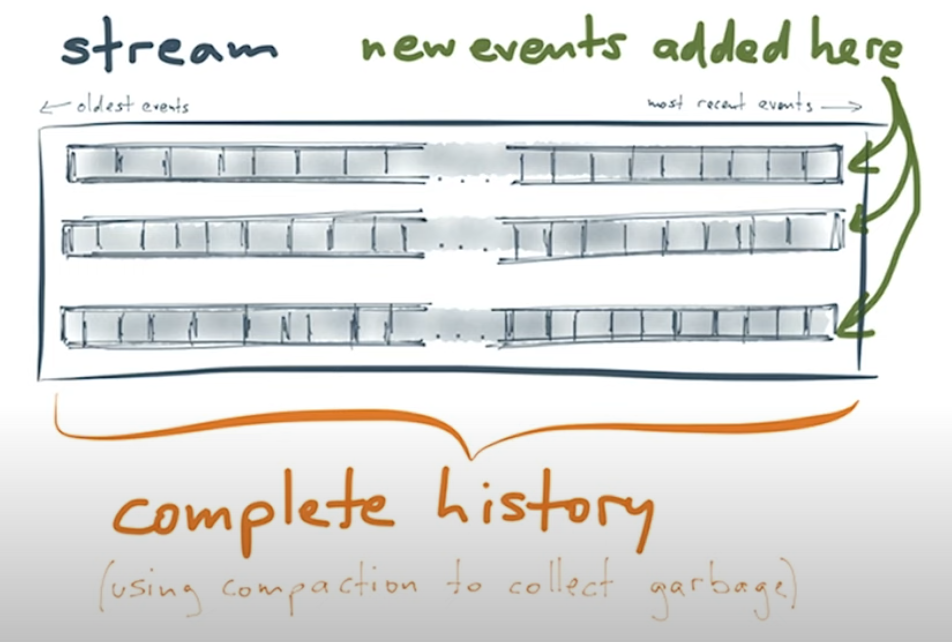 stream new events added here
← oldest events most recent events →
. . .
. . .
. . . .
complete history
(using compaction to collect garbage)